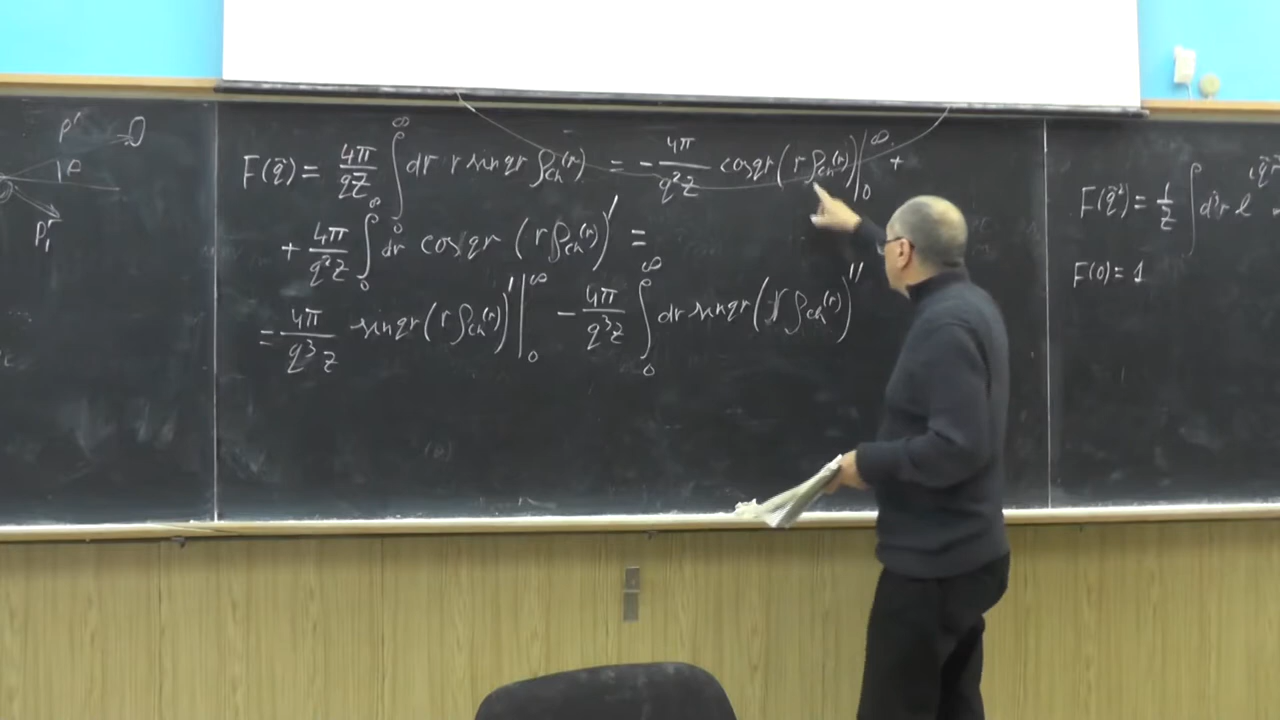 p'
θ
p'₁
F(q⃗) = 4π/qZ ∫₀^∞ dr r sin qr ρ_ch(r) = − 4π/q²Z cos qr (r ρ_ch(r)) |₀^∞ +
+ 4π/q²Z ∫₀^∞ dr cos qr (r ρ_ch(r))' =
= 4π/q³Z sin qr (r ρ_ch(r))' |₀^∞ − 4π/q³Z ∫₀^∞ dr sin qr (r ρ_ch(r))''
F(q⃗²) = 1/Z ∫ d³r e^{iq⃗r
F(0) = 1